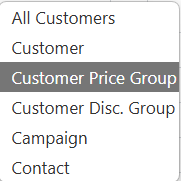 All Customers
Customer
Customer Price Group
Customer Disc. Group
Campaign
Contact